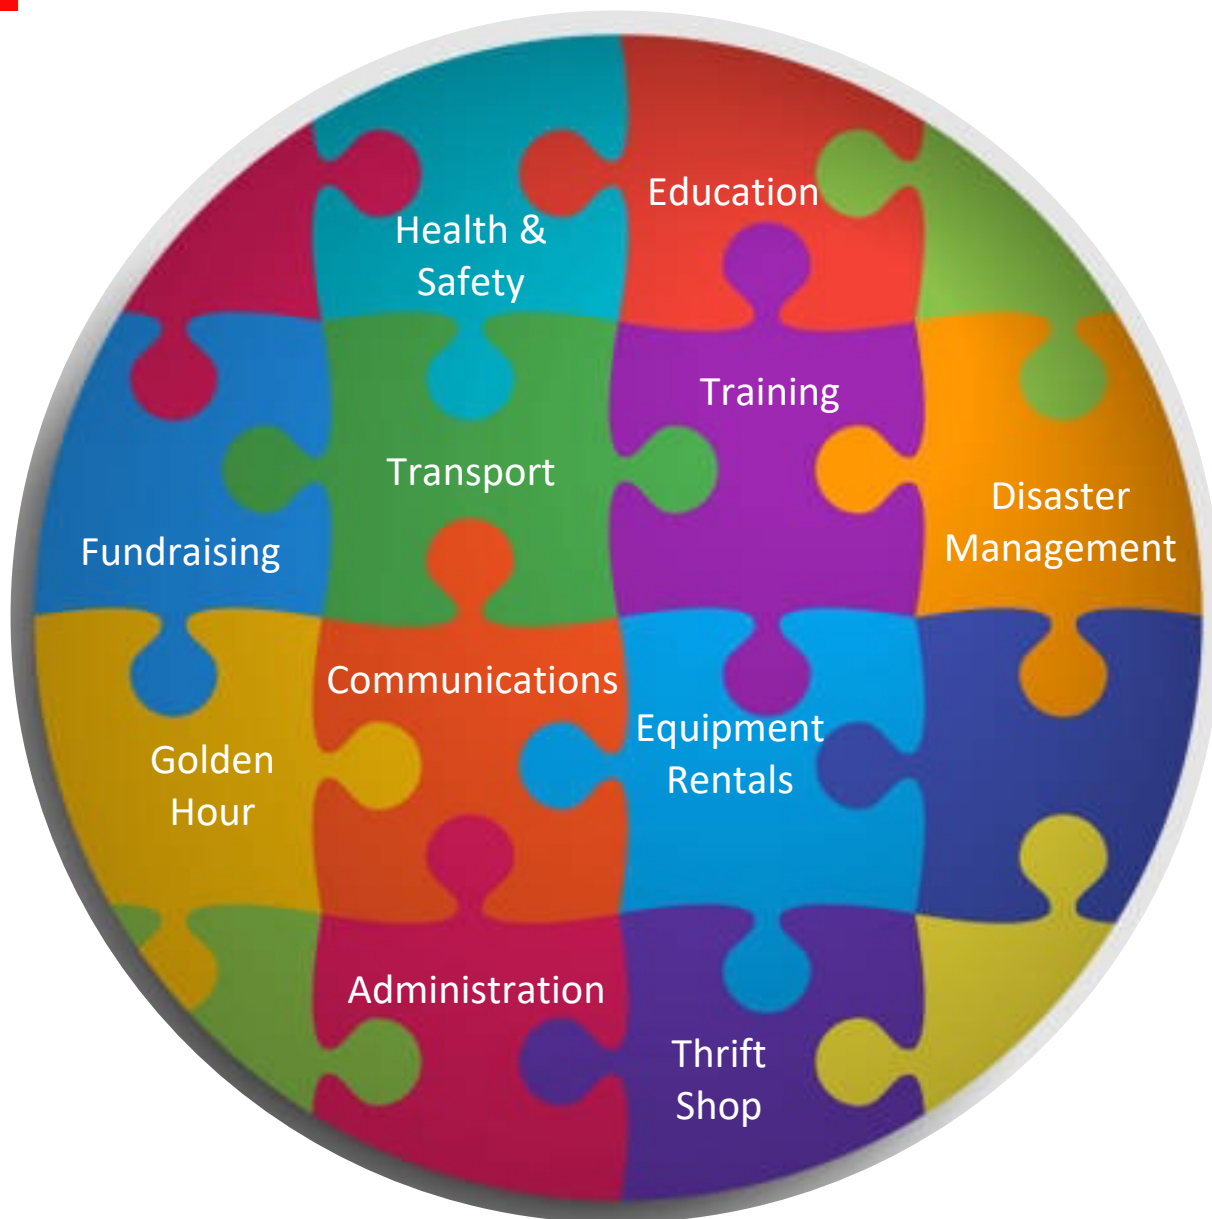 Education
Health &
Safety
Training
Transport
Disaster
Management
Fundraising
Communications
Equipment
Rentals
Golden
Hour
Administration
Thrift
Shop